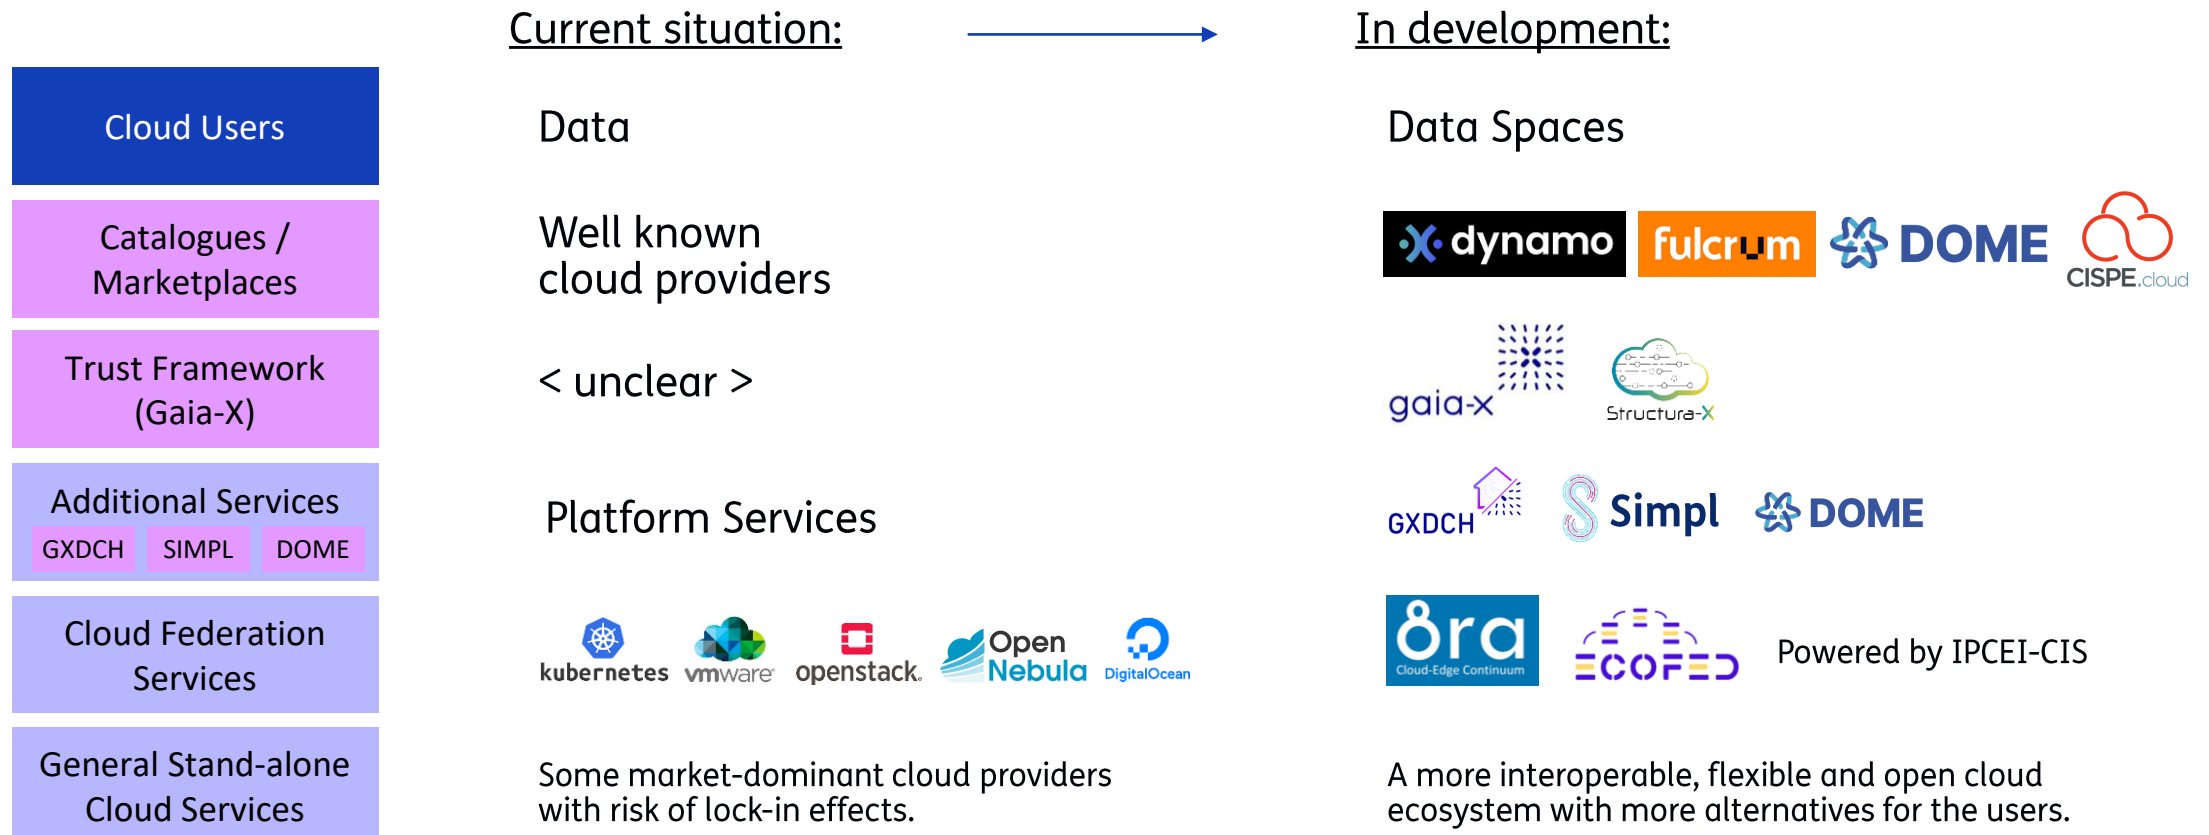 Current situation:
In development:
Cloud Users
Data
Data Spaces
Catalogues /
Marketplaces
Well known
cloud providers
dynamo
fulcrum
DOME
CISPE.cloud
Trust Framework
(Gaia-X)
< unclear >
gaia-x
Structura-X
Additional Services
GXDCH
SIMPL
DOME
Platform Services
GXDCH
Simpl
DOME
Cloud Federation
Services
kubernetes
vmware
openstack.
Open
Nebula
DigitalOcean
8ra
Cloud-Edge Continuum
ECOFED
Powered by IPCEI-CIS
General Stand-alone
Cloud Services
Some market-dominant cloud providers
with risk of lock-in effects.
A more interoperable, flexible and open cloud
ecosystem with more alternatives for the users.